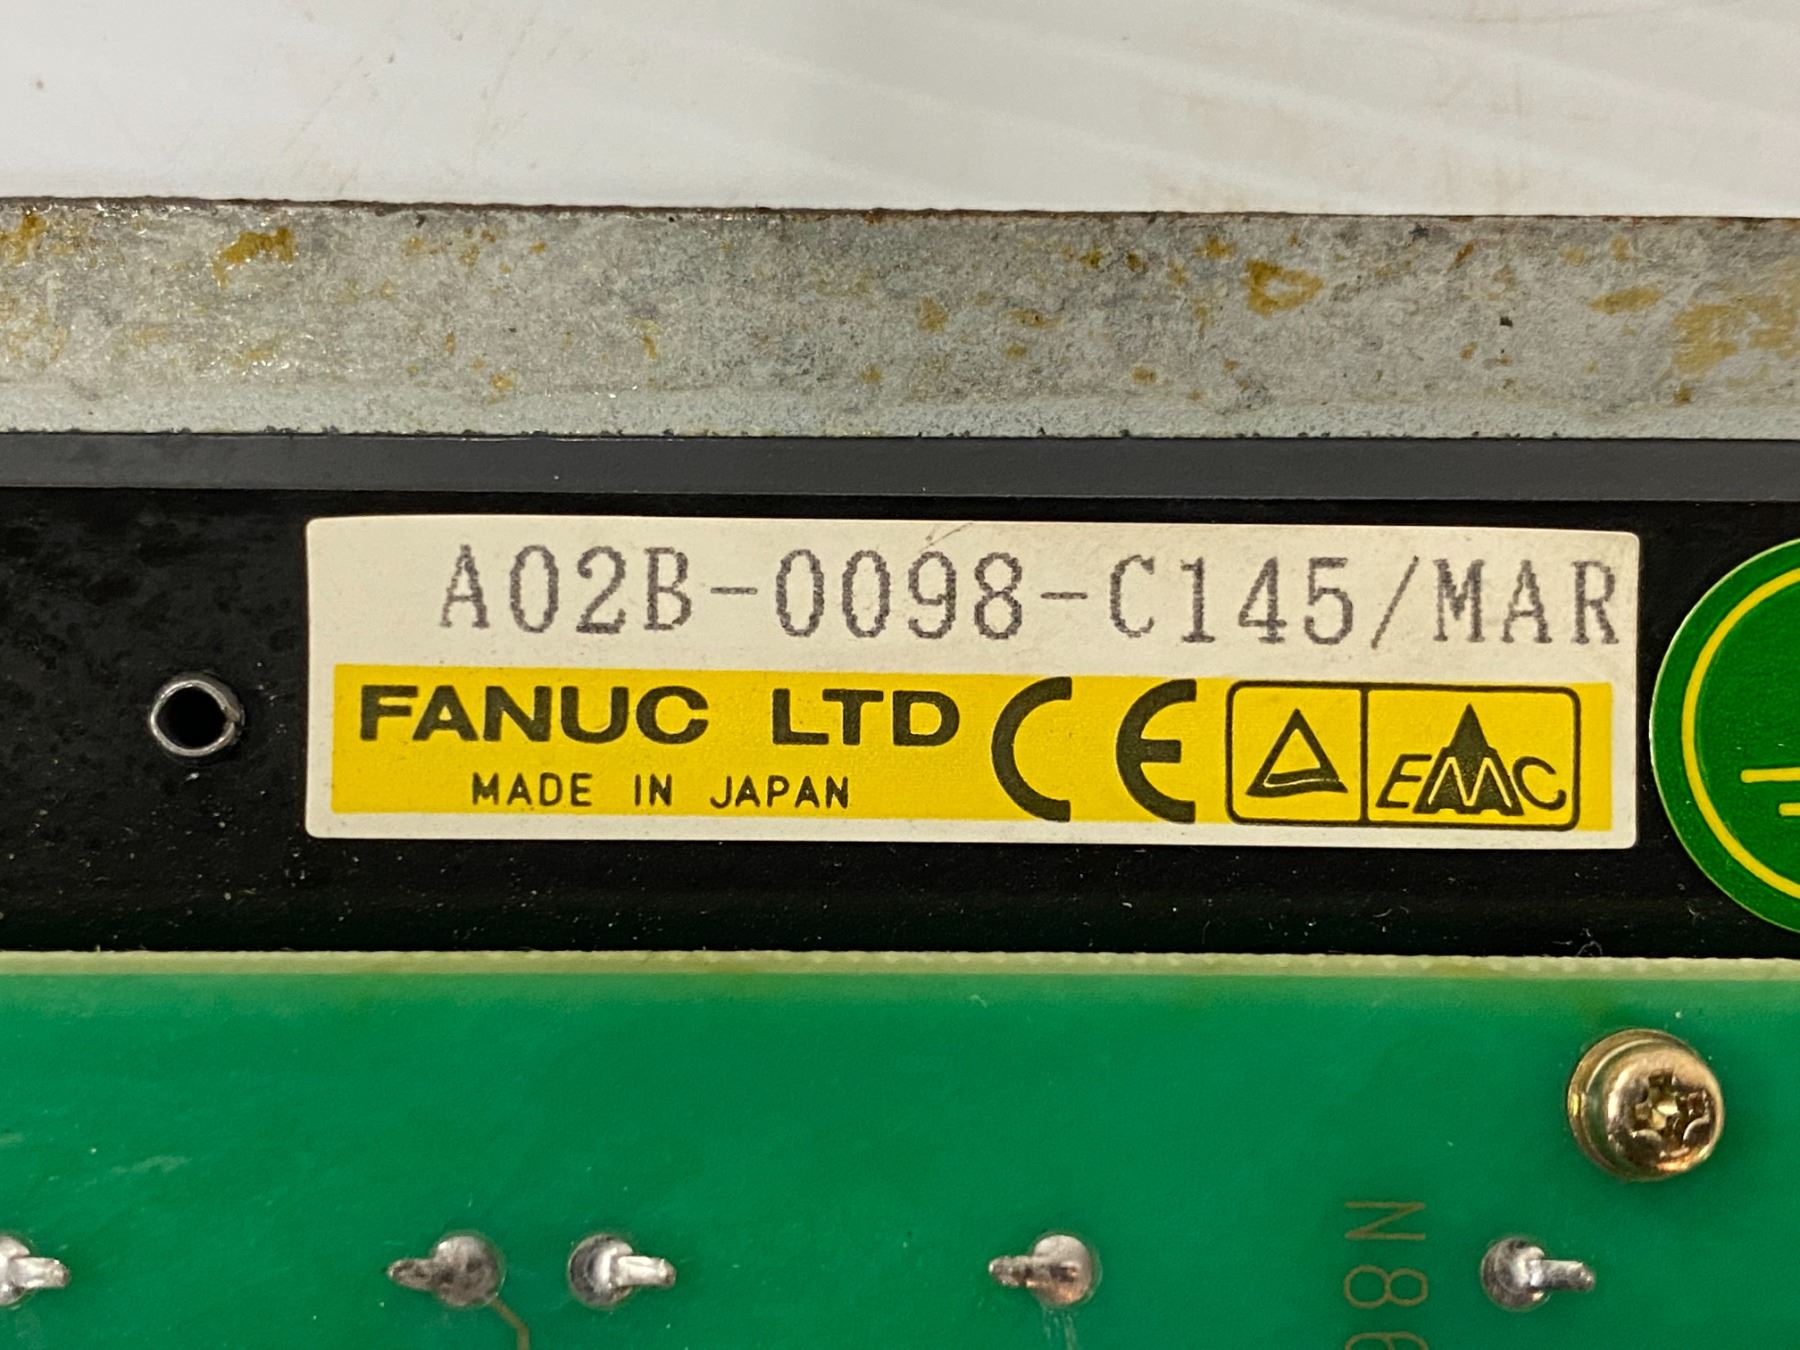 A02B-0098-C145/MAR
FANUC LTD CE EMC
MADE IN JAPAN